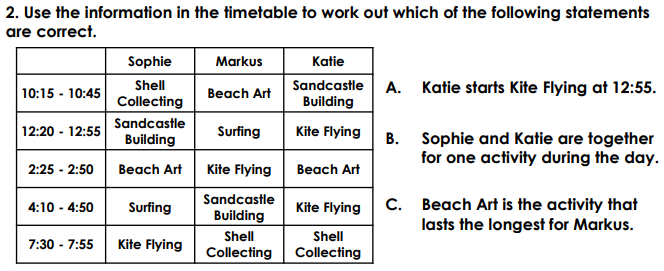 2. Use the information in the timetable to work out which of the following statements
are correct.
Sophie Markus Katie
10:15 - 10:45 Shell Collecting Beach Art Sandcastle Building
12:20 - 12:55 Sandcastle Building Surfing Kite Flying
2:25 - 2:50 Beach Art Kite Flying Beach Art
4:10 - 4:50 Surfing Sandcastle Building Kite Flying
7:30 - 7:55 Kite Flying Shell Collecting Shell Collecting
A. Katie starts Kite Flying at 12:55.
B. Sophie and Katie are together
for one activity during the day.
C. Beach Art is the activity that
lasts the longest for Markus.